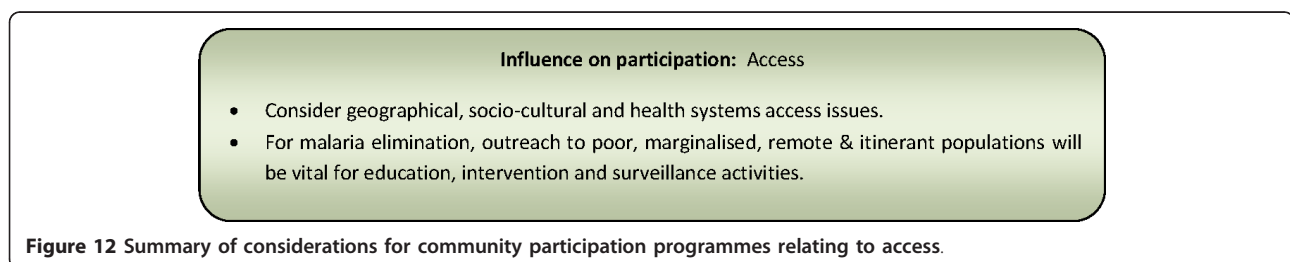 Influence on participation: Access
• Consider geographical, socio-cultural and health systems access issues.
• For malaria elimination, outreach to poor, marginalised, remote & itinerant populations will
be vital for education, intervention and surveillance activities.
Figure 12 Summary of considerations for community participation programmes relating to access.